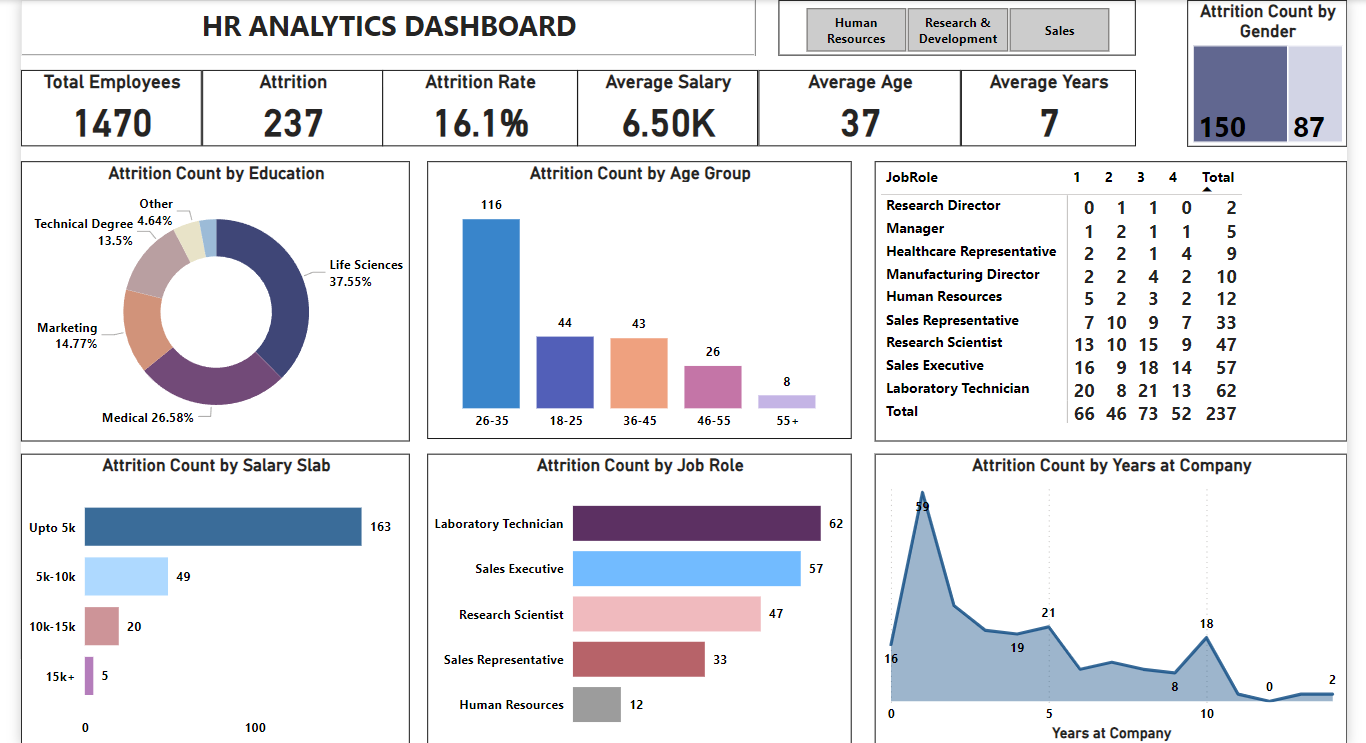 HR ANALYTICS DASHBOARD
Human
Resources
Research &
Development
Sales
Attrition Count by
Gender
150 87
Total Employees
1470
Attrition
237
Attrition Rate
16.1%
Average Salary
6.50K
Average Age
37
Average Years
7
Attrition Count by Education
Other
4.64%
Technical Degree
13.5%
Life Sciences
37.55%
Marketing
14.77%
Medical 26.58%
Attrition Count by Age Group
116
44
43
26
8
26-35 18-25 36-45 46-55 55+
JobRole 1 2 3 4 Total
Research Director 0 1 1 0 2
Manager 1 2 1 1 5
Healthcare Representative 2 2 1 4 9
Manufacturing Director 2 2 4 2 10
Human Resources 5 2 3 2 12
Sales Representative 7 10 9 7 33
Research Scientist 13 10 15 9 47
Sales Executive 16 9 18 14 57
Laboratory Technician 20 8 21 13 62
Total 66 46 73 52 237
Attrition Count by Salary Slab
Upto 5k 163
5k-10k 49
10k-15k 20
15k+ 5
0 100
Attrition Count by Job Role
Laboratory Technician 62
Sales Executive 57
Research Scientist 47
Sales Representative 33
Human Resources 12
Attrition Count by Years at Company
59
21
18
16
19
8
0
2
0 5 10
Years at Company